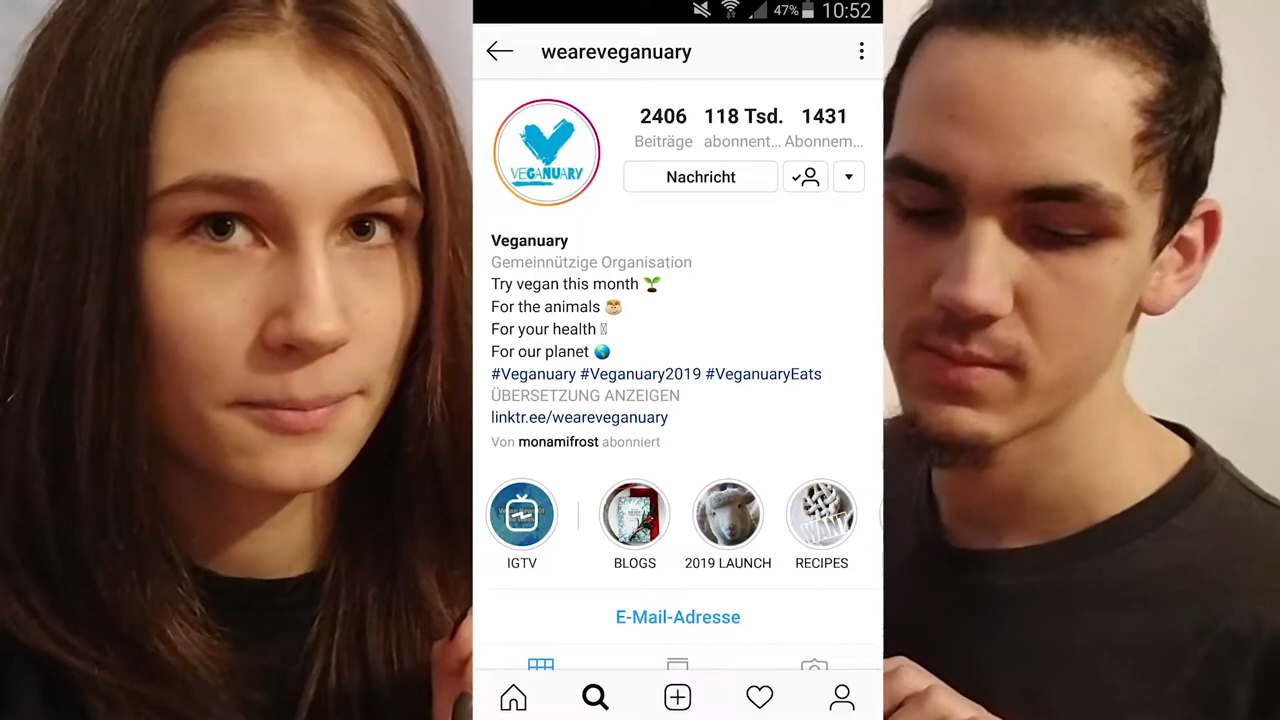 47% 10:52
weareveganuary
2406 118 Tsd. 1431
Beiträge abonnent... Abonnem...
VEGANUARY
Nachricht
Veganuary
Gemeinnützige Organisation
Try vegan this month 🌱
For the animals 🐹
For your health
For our planet 🌎
#Veganuary #Veganuary2019 #VeganuaryEats
ÜBERSETZUNG ANZEIGEN
linktr.ee/weareveganuary
Von monamifrost abonniert
WANT
IGTV BLOGS 2019 LAUNCH RECIPES
E-Mail-Adresse